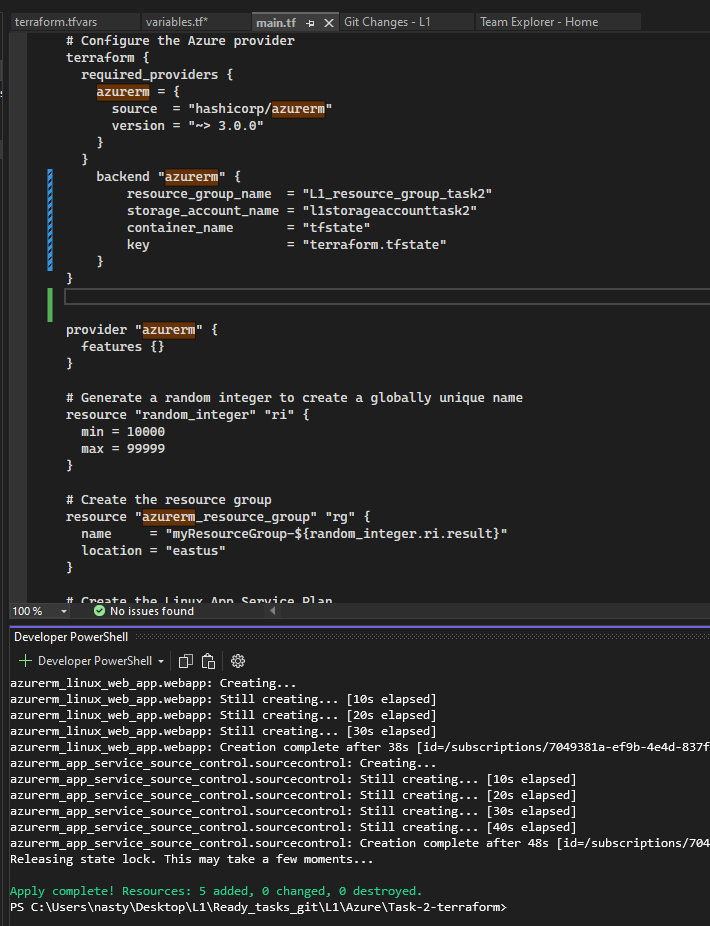 terraform.tfvars variables.tf* main.tf Git Changes - L1 Team Explorer - Home
# Configure the Azure provider
terraform {
  required_providers {
    azurerm = {
      source  = "hashicorp/azurerm"
      version = "~> 3.0.0"
    }
  }
    backend "azurerm" {
        resource_group_name  = "L1_resource_group_task2"
        storage_account_name = "l1storageaccounttask2"
        container_name       = "tfstate"
        key                  = "terraform.tfstate"
    }
}
provider "azurerm" {
  features {}
}
# Generate a random integer to create a globally unique name
resource "random_integer" "ri" {
  min = 10000
  max = 99999
}
# Create the resource group
resource "azurerm_resource_group" "rg" {
  name     = "myResourceGroup-${random_integer.ri.result}"
  location = "eastus"
}
# Create the Linux App Service Plan
100 % No issues found
Developer PowerShell
Developer PowerShell
azurerm_linux_web_app.webapp: Creating...
azurerm_linux_web_app.webapp: Still creating... [10s elapsed]
azurerm_linux_web_app.webapp: Still creating... [20s elapsed]
azurerm_linux_web_app.webapp: Still creating... [30s elapsed]
azurerm_linux_web_app.webapp: Creation complete after 38s [id=/subscriptions/7049381a-ef9b-4e4d-837f
azurerm_app_service_source_control.sourcecontrol: Creating...
azurerm_app_service_source_control.sourcecontrol: Still creating... [10s elapsed]
azurerm_app_service_source_control.sourcecontrol: Still creating... [20s elapsed]
azurerm_app_service_source_control.sourcecontrol: Still creating... [30s elapsed]
azurerm_app_service_source_control.sourcecontrol: Still creating... [40s elapsed]
azurerm_app_service_source_control.sourcecontrol: Creation complete after 48s [id=/subscriptions/704
Releasing state lock. This may take a few moments...
Apply complete! Resources: 5 added, 0 changed, 0 destroyed.
PS C:\Users\nasty\Desktop\L1\Ready_tasks_git\L1\Azure\Task-2-terraform>